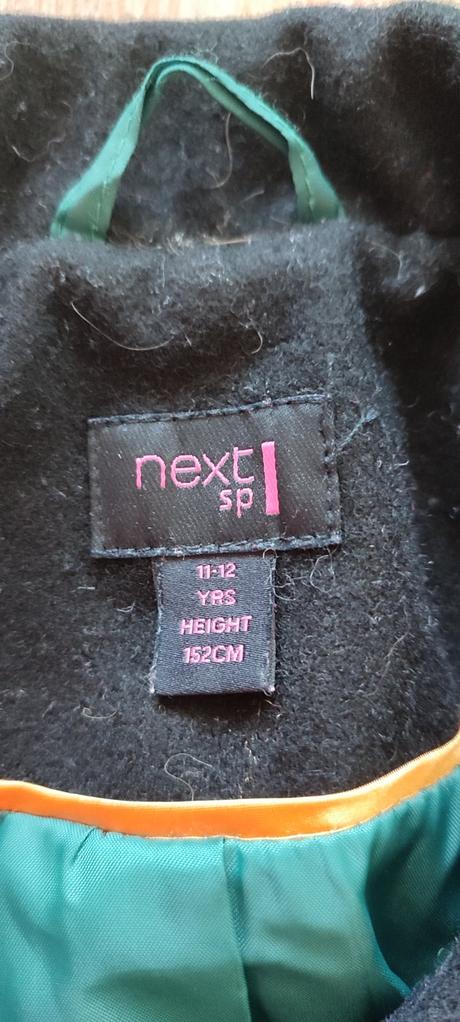 next
sp
11-12
YRS
HEIGHT
152CM